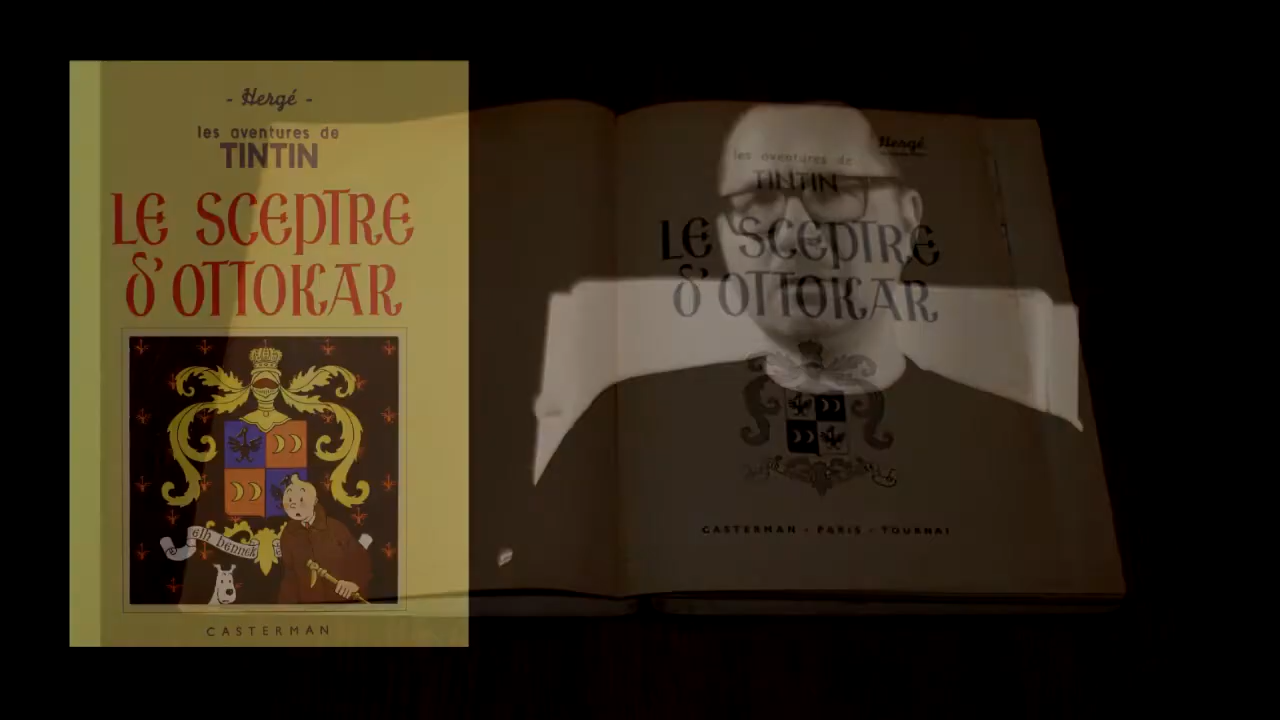 - Hergé -
les aventures de
TINTIN
LE SCEPTRE
D'OTTOKAR
eih bennek
CASTERMAN
Hergé
les aventures de
TINTIN
LE SCEPTRE
D'OTTOKAR
CASTERMAN - PARIS - TOURNAI